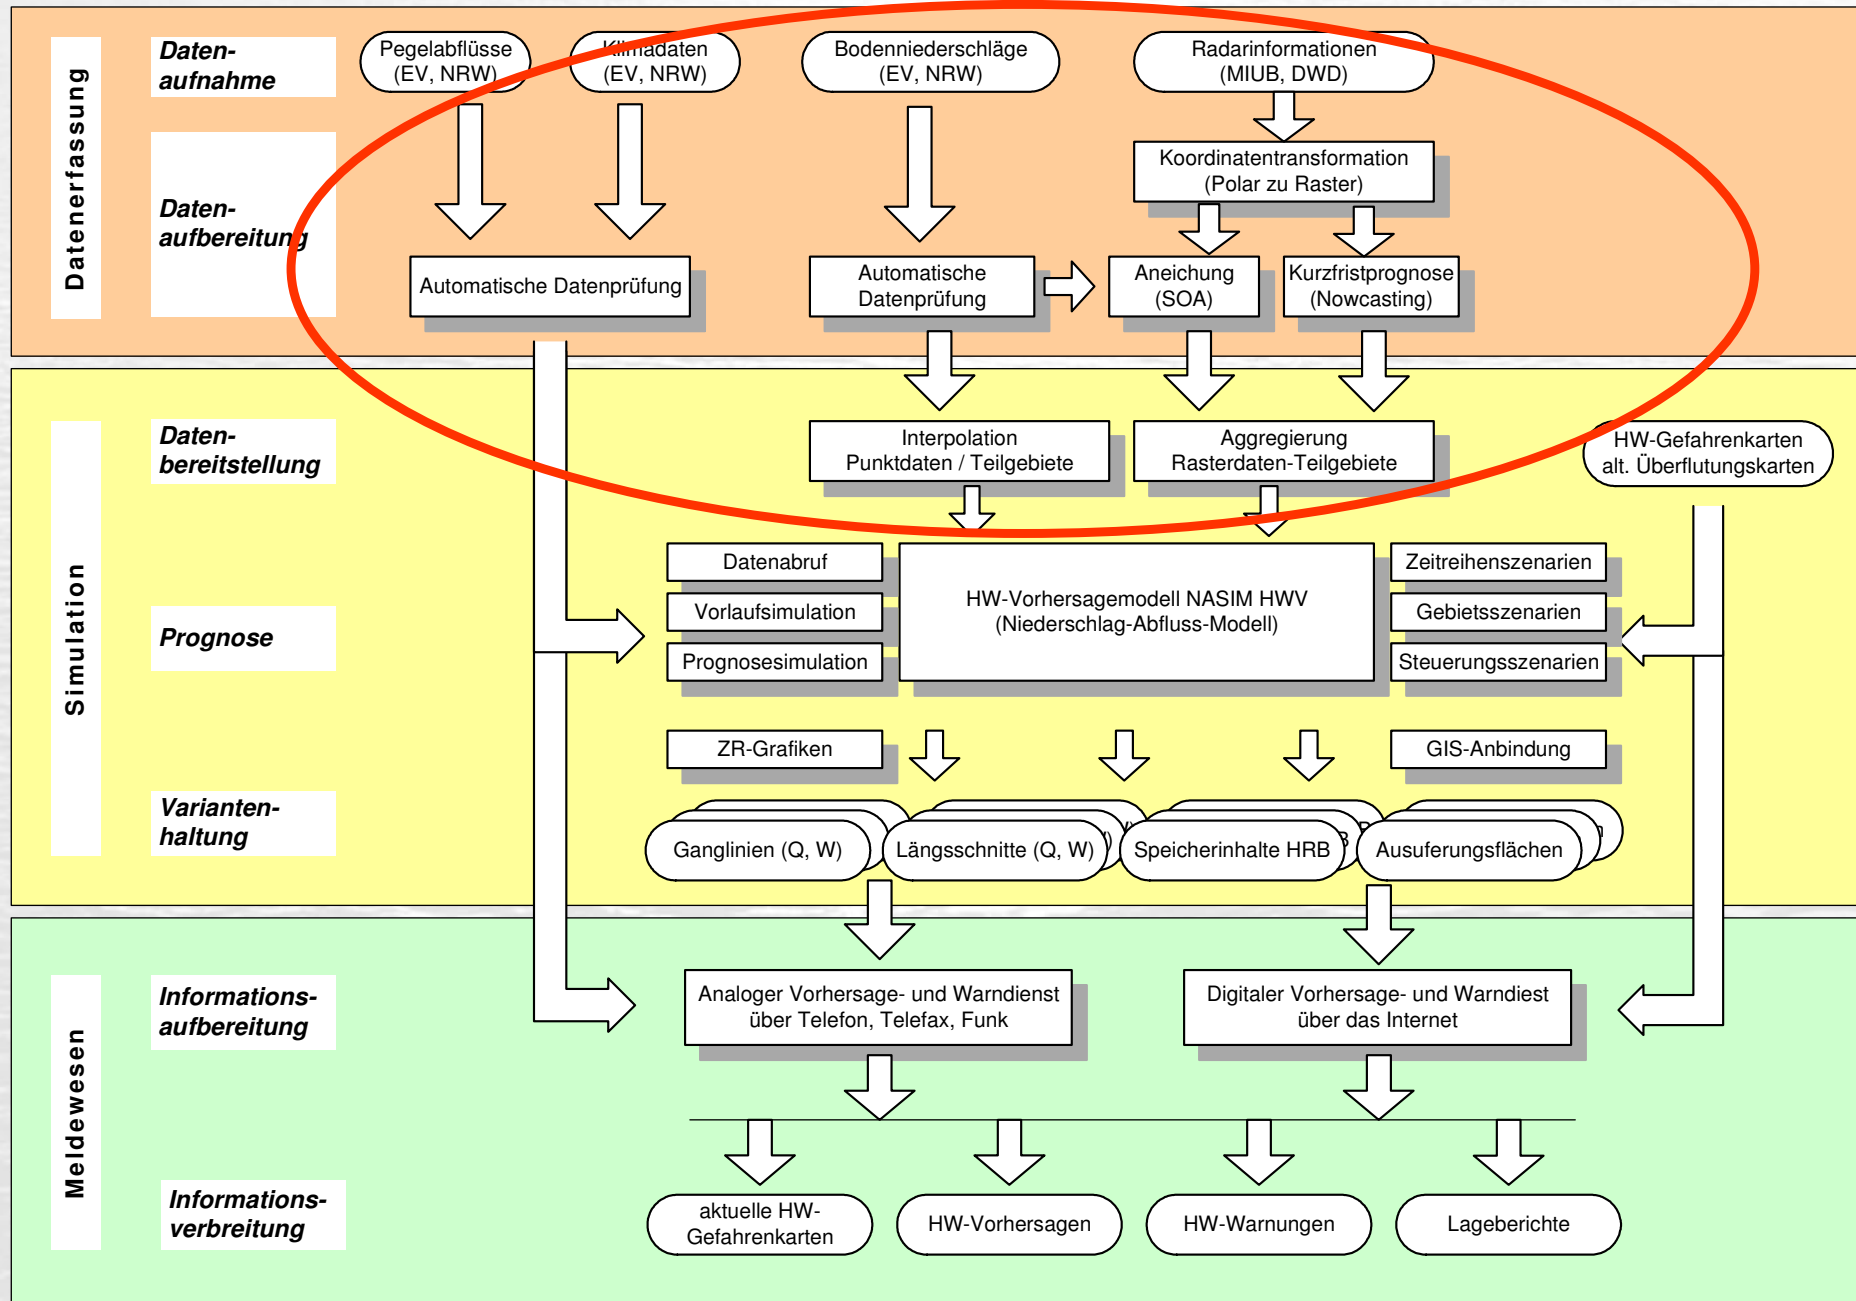 Datenerfassung
Daten-
aufnahme
Pegelabflüsse
(EV, NRW)
Klimadaten
(EV, NRW)
Bodenniederschläge
(EV, NRW)
Radarinformationen
(MIUB, DWD)
Daten-
aufbereitung
Koordinatentransformation
(Polar zu Raster)
Automatische Datenprüfung
Automatische
Datenprüfung
Aneichung
(SOA)
Kurzfristprognose
(Nowcasting)
Simulation
Daten-
bereitstellung
Interpolation
Punktdaten / Teilgebiete
Aggregierung
Rasterdaten-Teilgebiete
HW-Gefahrenkarten
alt. Überflutungskarten
Prognose
Datenabruf
Vorlaufsimulation
Prognosesimulation
HW-Vorhersagemodell NASIM HWV
(Niederschlag-Abfluss-Modell)
Zeitreihenszenarien
Gebietsszenarien
Steuerungsszenarien
ZR-Grafiken
GIS-Anbindung
Varianten-
haltung
Ganglinien (Q, W)
Längsschnitte (Q, W)
Speicherinhalte HRB
Ausuferungsflächen
Meldewesen
Informations-
aufbereitung
Analoger Vorhersage- und Warndienst
über Telefon, Telefax, Funk
Digitaler Vorhersage- und Warndiest
über das Internet
Informations-
verbreitung
aktuelle HW-
Gefahrenkarten
HW-Vorhersagen
HW-Warnungen
Lageberichte